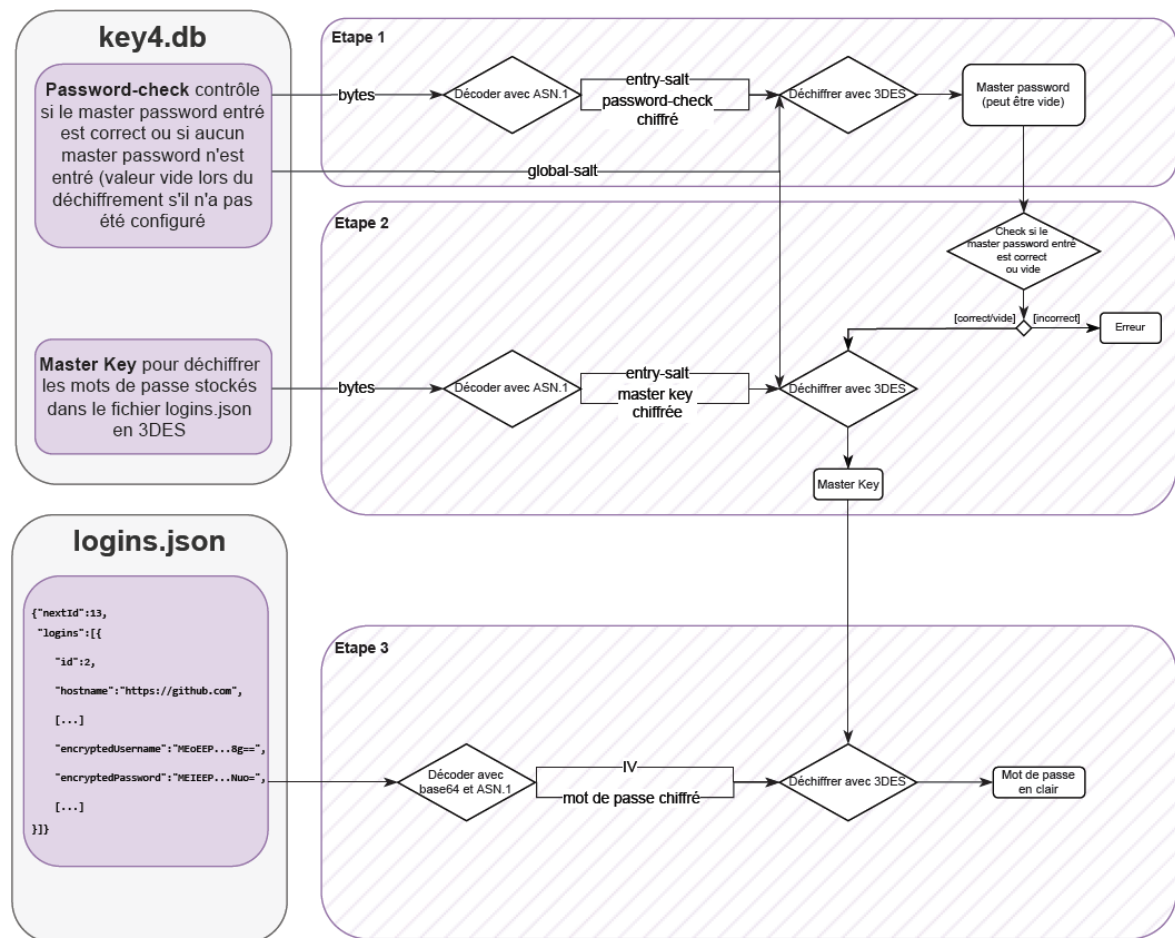 key4.db
Password-check contrôle
si le master password entré
est correct ou si aucun
master password n'est
entré (valeur vide lors du
déchiffrement s'il n'a pas
été configuré
Master Key pour déchiffrer
les mots de passe stockés
dans le fichier logins.json
en 3DES
Etape 1
bytes
Décoder avec ASN.1
entry-salt
password-check
chiffré
Déchiffrer avec 3DES
Master password
(peut être vide)
global-salt
Etape 2
Check si le
master password entré
est correct
ou vide
[correct/vide]
[incorrect]
Erreur
bytes
Décoder avec ASN.1
entry-salt
master key
chiffrée
Déchiffrer avec 3DES
Master Key
logins.json
{"nextId":13,
"logins":[{
"id":2,
"hostname":"https://github.com",
[...]
"encryptedUsername":"MEoEEP...8g==",
"encryptedPassword":"MEIEEP...Nuo=",
[...]
}]}
Etape 3
Décoder avec
base64 et ASN.1
IV
mot de passe chiffré
Déchiffrer avec 3DES
Mot de passe
en clair